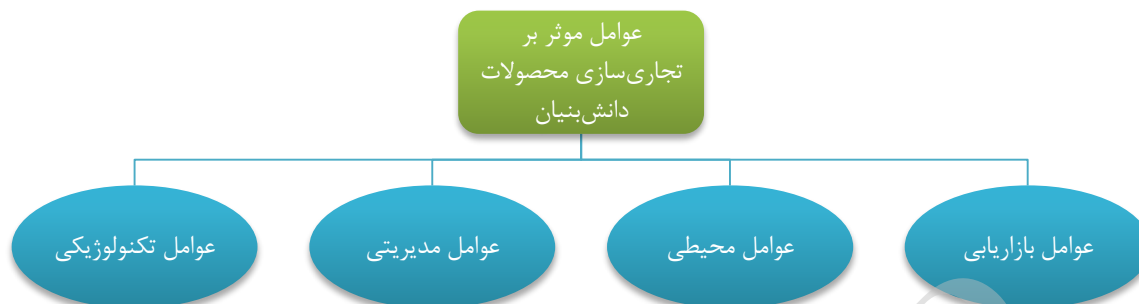 عوامل موثر بر
تجاری‌سازی محصولات
دانش‌بنیان
عوامل بازاریابی
عوامل محیطی
عوامل مدیریتی
عوامل تکنولوژیکی